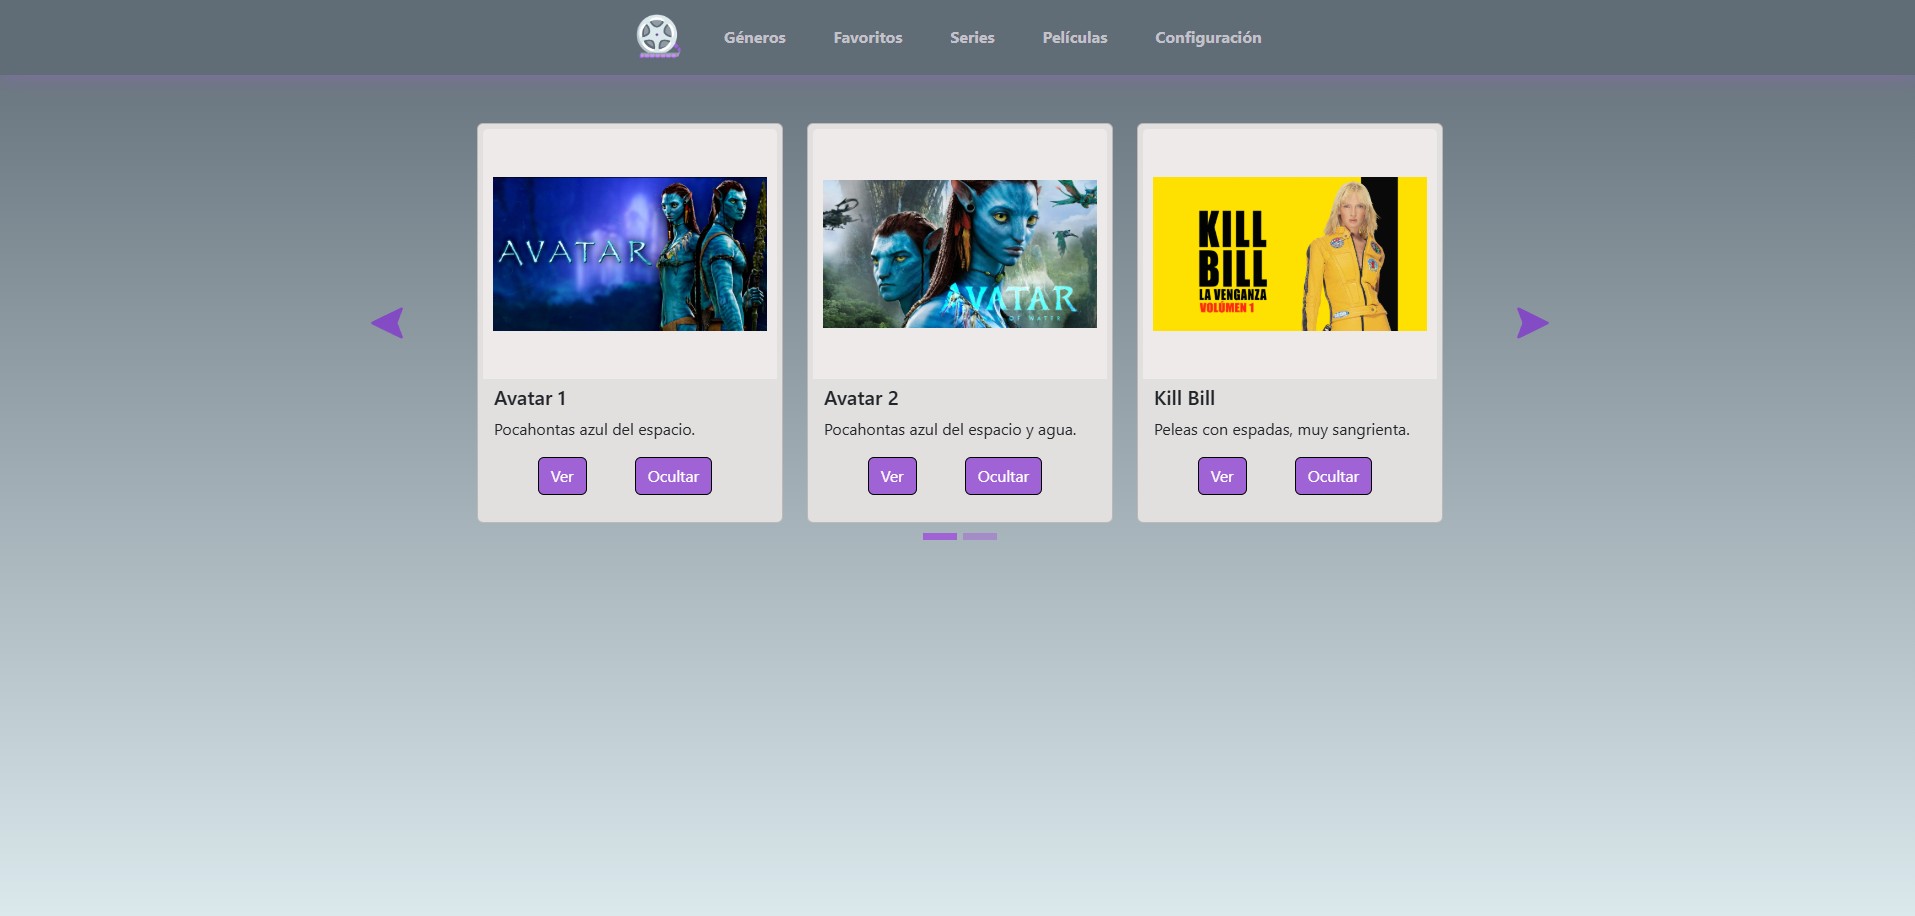 Géneros Favoritos Series Películas Configuración
AVATAR
AVATAR
KILL
BILL
LA VENGANZA
VOLÚMEN 1
Avatar 1
Pocahontas azul del espacio.
Ver Ocultar
Avatar 2
Pocahontas azul del espacio y agua.
Ver Ocultar
Kill Bill
Peleas con espadas, muy sangrienta.
Ver Ocultar